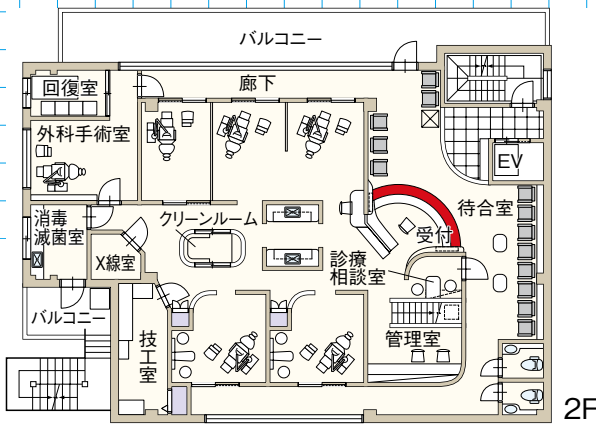 バルコニー
回復室
廊下
外科手術室
EV
消毒
滅菌室
クリーンルーム
待合室
受付
X線室
診療
相談室
バルコニー
技工室
管理室
2F